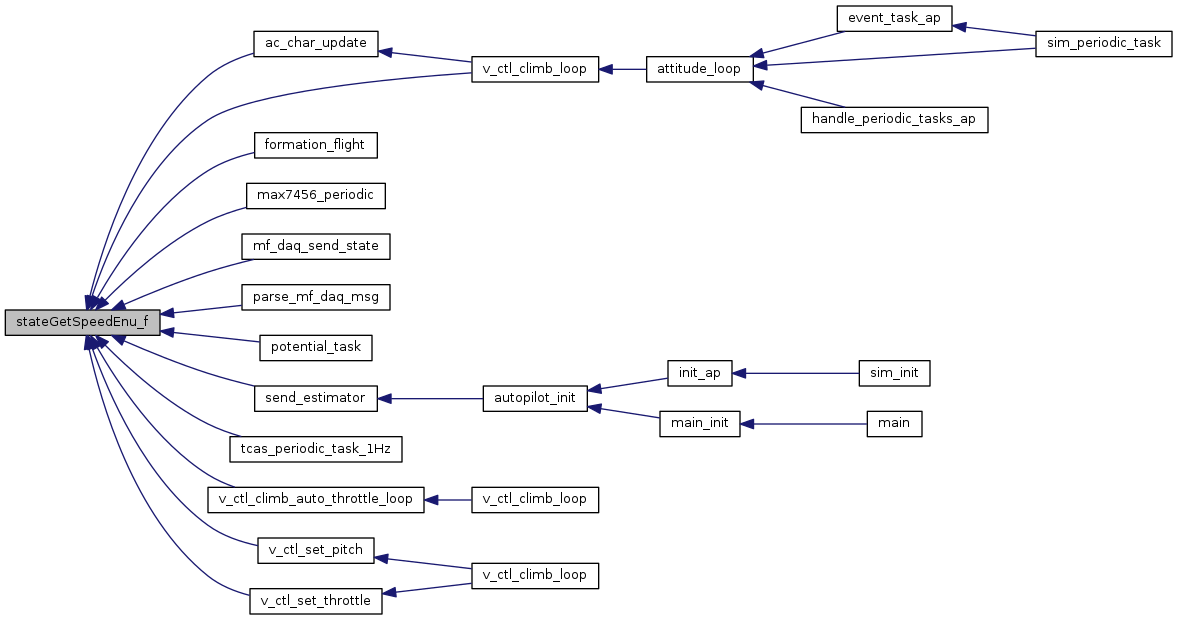 event_task_ap
ac_char_update
sim_periodic_task
v_ctl_climb_loop
attitude_loop
handle_periodic_tasks_ap
formation_flight
max7456_periodic
mf_daq_send_state
parse_mf_daq_msg
stateGetSpeedEnu_f
potential_task
init_ap
sim_init
send_estimator
autopilot_init
main_init
main
tcas_periodic_task_1Hz
v_ctl_climb_auto_throttle_loop
v_ctl_climb_loop
v_ctl_set_pitch
v_ctl_climb_loop
v_ctl_set_throttle